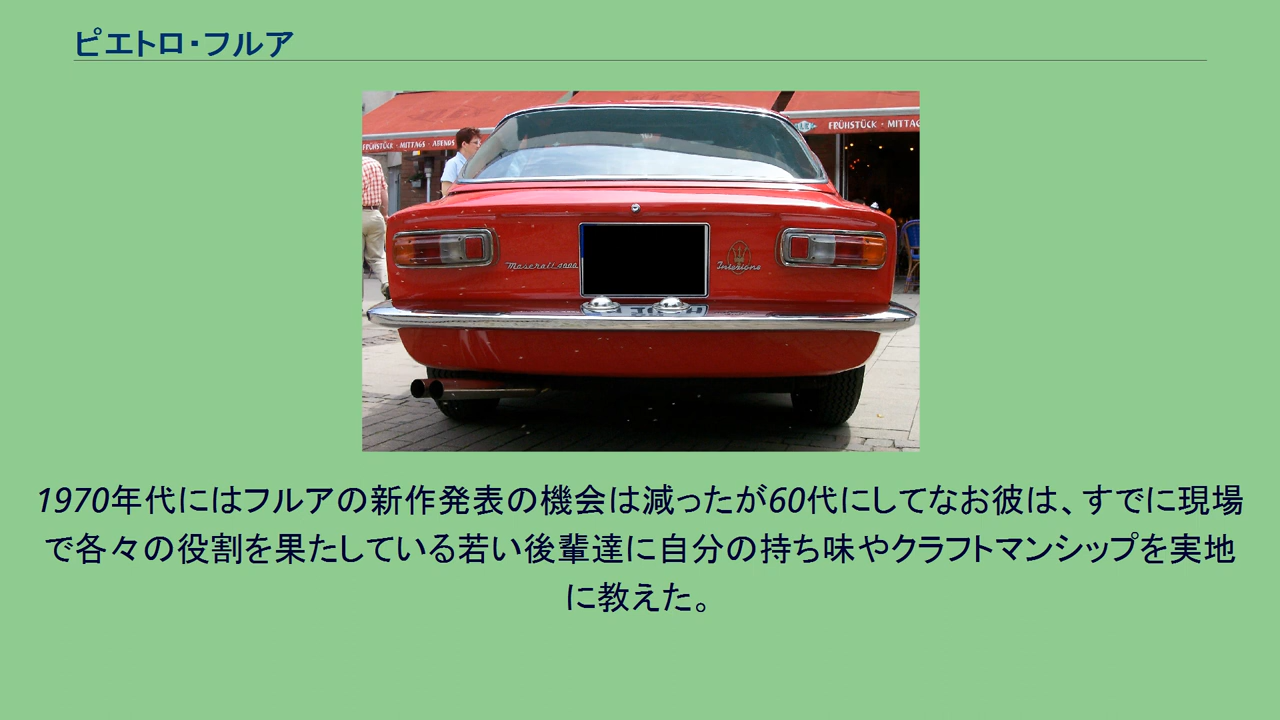 ピエトロ・フルア
FRÜHSTÜCK · MITTAGS · ABENDS
FRÜHSTÜCK · MITTAG
Maserati 4000
Iniezione
1970年代にはフルアの新作発表の機会は減ったが60代にしてなお彼は、すでに現場
で各々の役割を果たしている若い後輩達に自分の持ち味やクラフトマンシップを実地
に教えた。